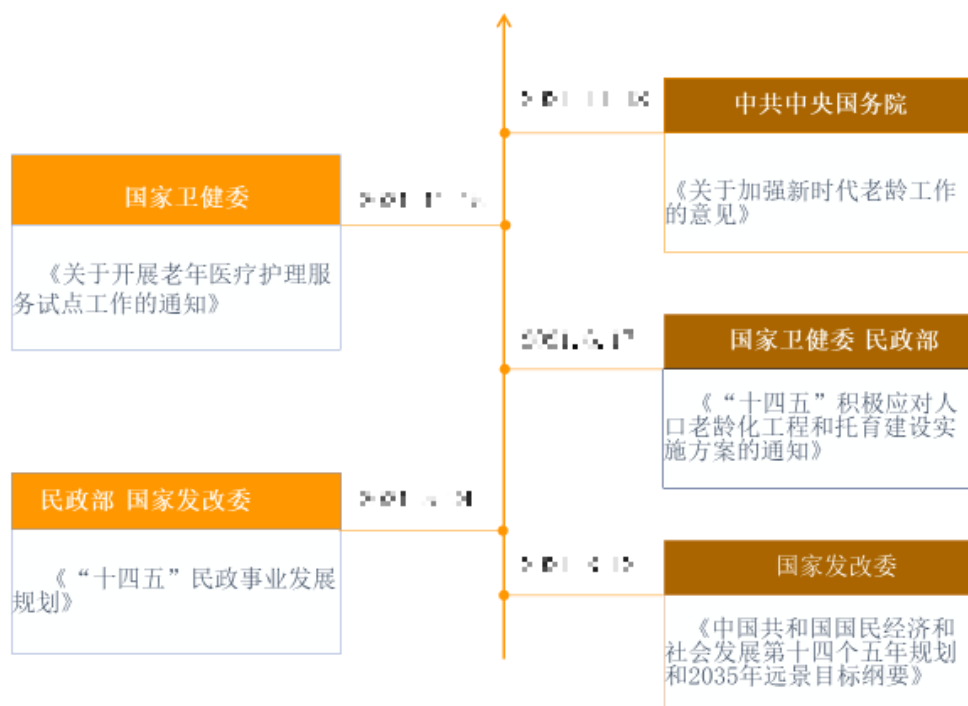 中共中央国务院
《关于加强新时代老龄工作
的意见》
国家卫健委
《关于开展老年医疗护理服
务试点工作的通知》
国家卫健委 民政部
《“十四五”积极应对人
口老龄化工程和托育建设实
施方案的通知》
民政部 国家发改委
《“十四五”民政事业发展
规划》
国家发改委
《中国共和国国民经济和
社会发展第十四个五年规划
和2035年远景目标纲要》